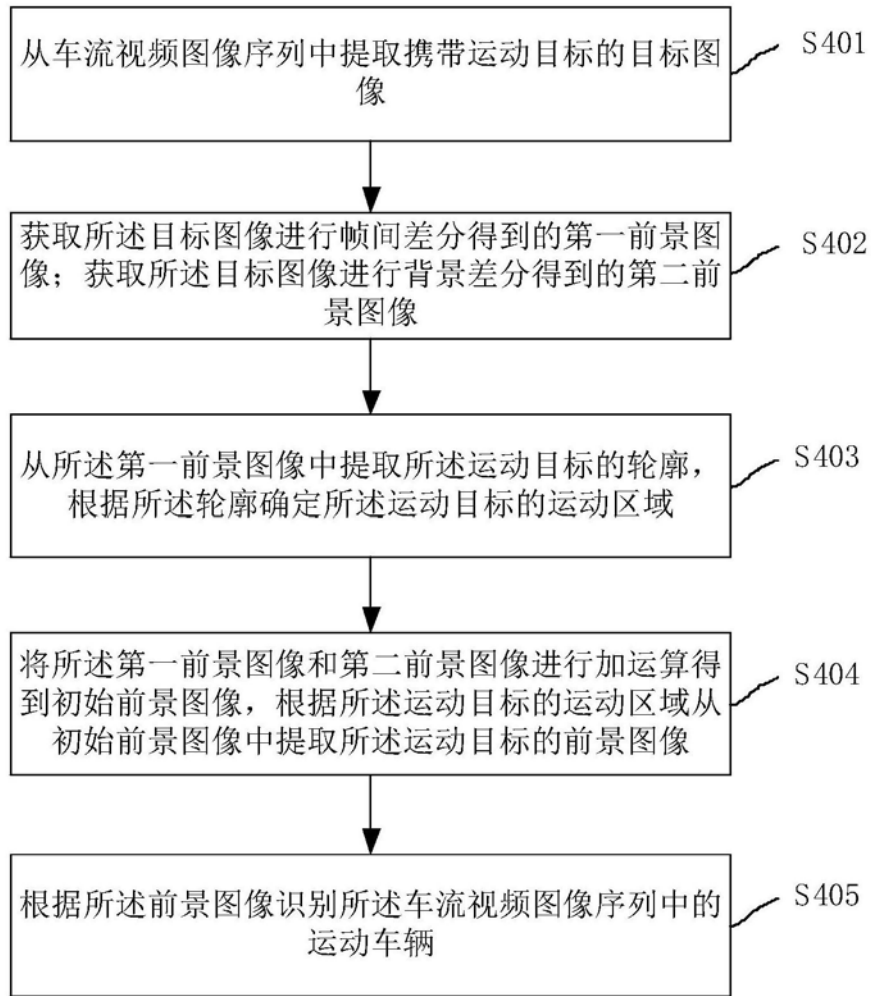 从车流视频图像序列中提取携带运动目标的目标图
像
S401
获取所述目标图像进行帧间差分得到的第一前景图
像；获取所述目标图像进行背景差分得到的第二前
景图像
S402
从所述第一前景图像中提取所述运动目标的轮廓，
根据所述轮廓确定所述运动目标的运动区域
S403
将所述第一前景图像和第二前景图像进行加运算得
到初始前景图像，根据所述运动目标的运动区域从
初始前景图像中提取所述运动目标的前景图像
S404
根据所述前景图像识别所述车流视频图像序列中的
运动车辆
S405